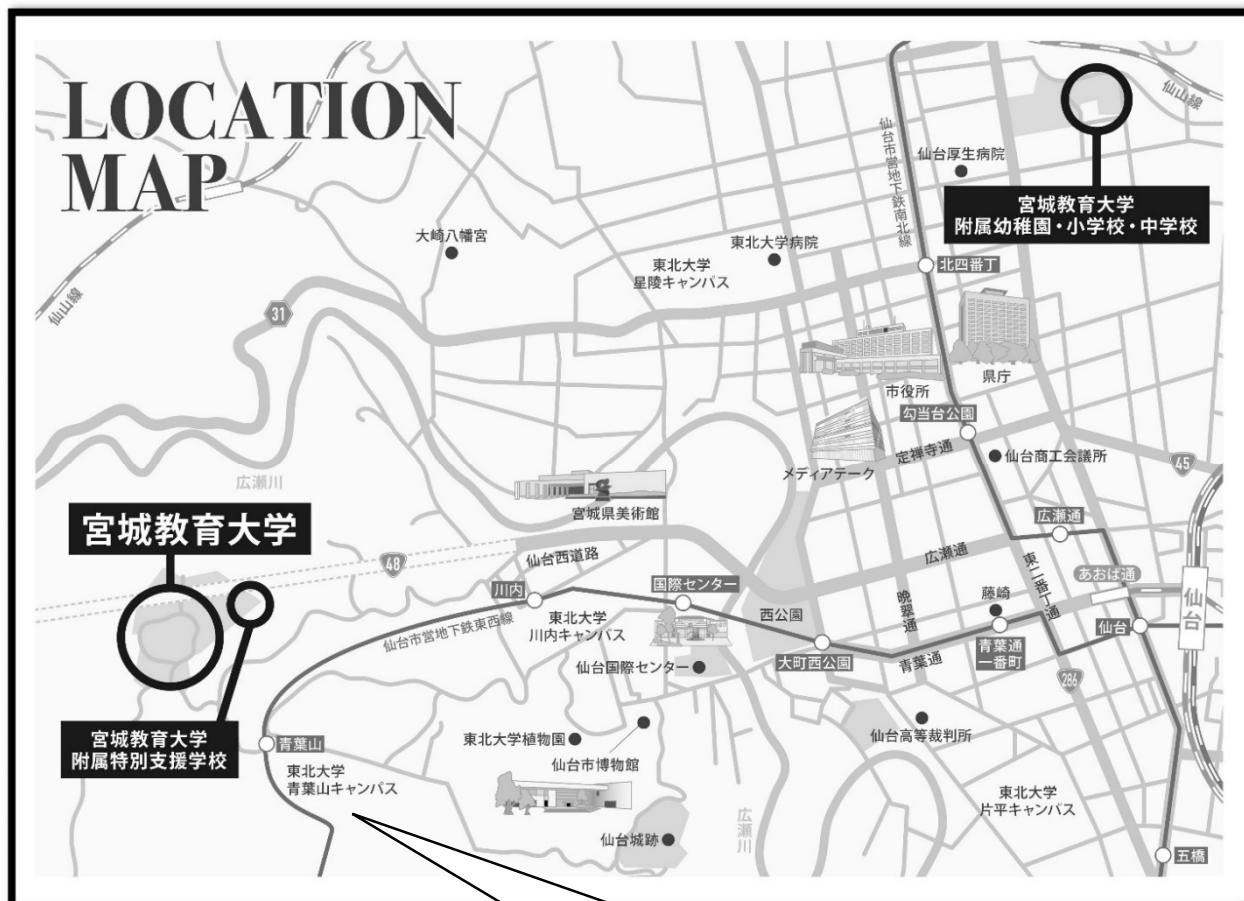 LOCATION
MAP
仙山線
仙山線
仙台市営地下鉄南北線
仙台厚生病院
宮城教育大学
附属幼稚園・小学校・中学校
大崎八幡宮
東北大学病院
東北大学
星陵キャンパス
北四番丁
31
県庁
市役所
勾当台公園
メディアテーク
定禅寺通
仙台商工会議所
45
広瀬川
宮城県美術館
宮城教育大学
48
仙台西道路
広瀬通
広瀬通
東二番丁通
あおば通
川内
国際センター
藤崎
仙台
仙台
仙台市営地下鉄東西線
東北大学
川内キャンパス
西公園
晩翠通
大町西公園
青葉通
青葉通
一番町
286
仙台国際センター
宮城教育大学
附属特別支援学校
青葉山
東北大学植物園
仙台市博物館
仙台高等裁判所
東北大学
青葉山キャンパス
東北大学
片平キャンパス
仙台城跡
広瀬川
五橋